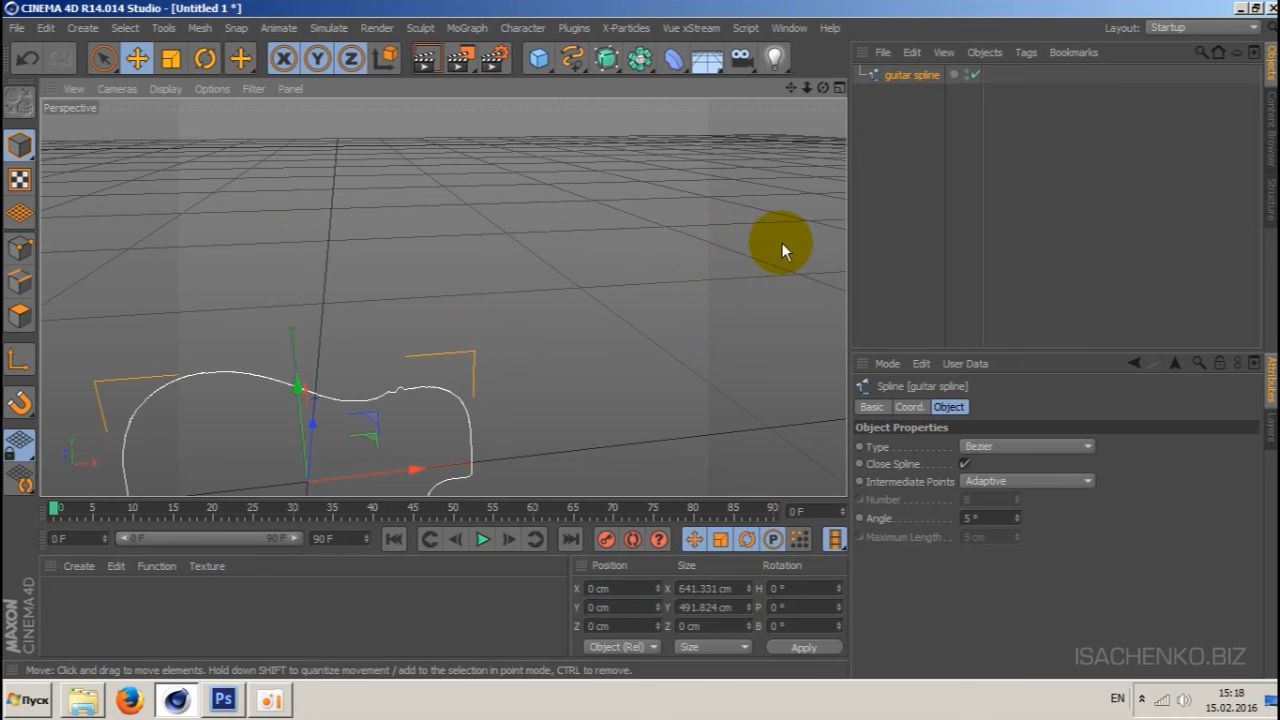 CINEMA 4D R14.014 Studio - [Untitled 1 *]
File Edit Create Select Tools Mesh Snap Animate Simulate Render Sculpt MoGraph Character Plugins X-Particles Vue xStream Script Window Help Layout: Startup
X Y Z
File Edit View Objects Tags Bookmarks
View Cameras Display Options Filter Panel
guitar spline
Perspective
Objects
Content Browser
Structure
Mode Edit User Data
Spline [guitar spline]
Basic Coord. Object
Object Properties
Type Bezier
Close Spline
Intermediate Points Adaptive
Number 8
Angle 5 °
Maximum Length 5 cm
Attributes
Layers
Y
X
0 5 10 15 20 25 30 35 40 45 50 55 60 65 70 75 80 85 90 0 F
0 F 0 F 90 F 90 F P
Create Edit Function Texture
Position Size Rotation
X 0 cm X 641.331 cm H 0 °
Y 0 cm Y 491.824 cm P 0 °
Z 0 cm Z 0 cm B 0 °
Object (Rel) Size Apply
MAXON
CINEMA 4D
Move: Click and drag to move elements. Hold down SHIFT to quantize movement / add to the selection in point mode, CTRL to remove.
ISACHENKO.BIZ
Пуск Ps EN 15:18
15.02.2016